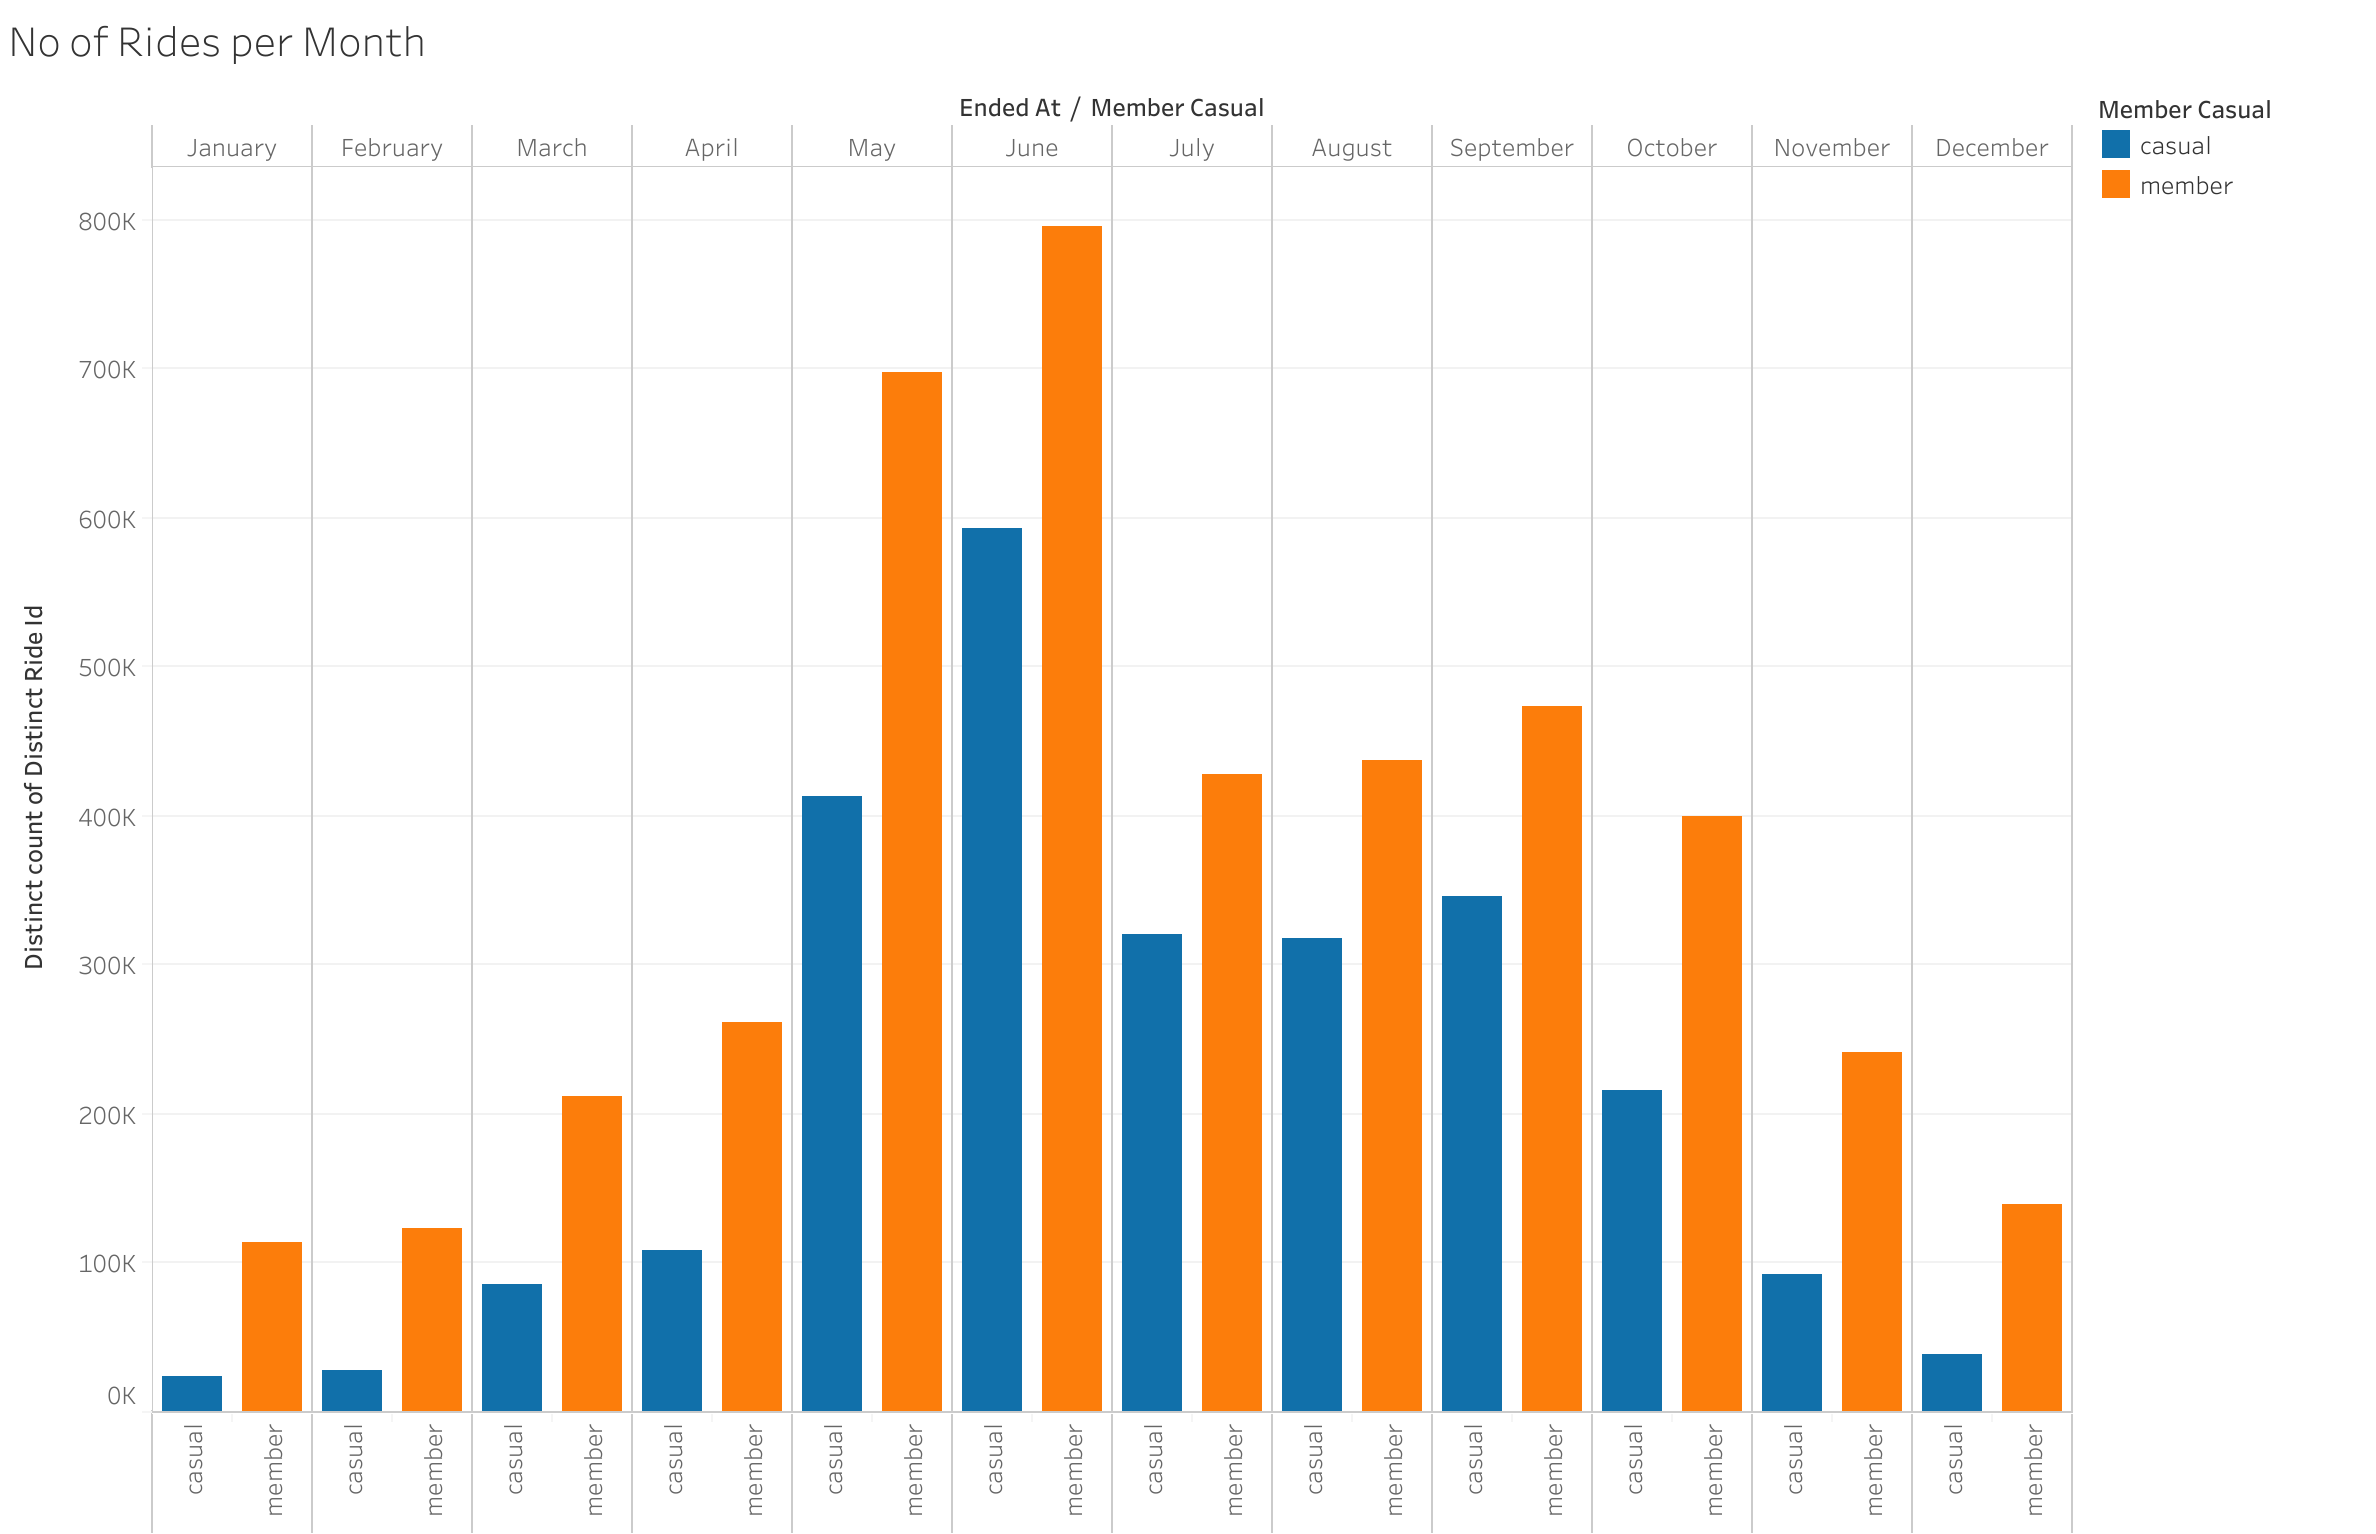 No of Rides per Month
Ended At / Member Casual
January February March April May June July August September October November December
Member Casual
casual
member
800K
700K
600K
500K
400K
300K
200K
100K
0K
Distinct count of Distinct Ride Id
casual member casual member casual member casual member casual member casual member casual member casual member casual member casual member casual member casual member